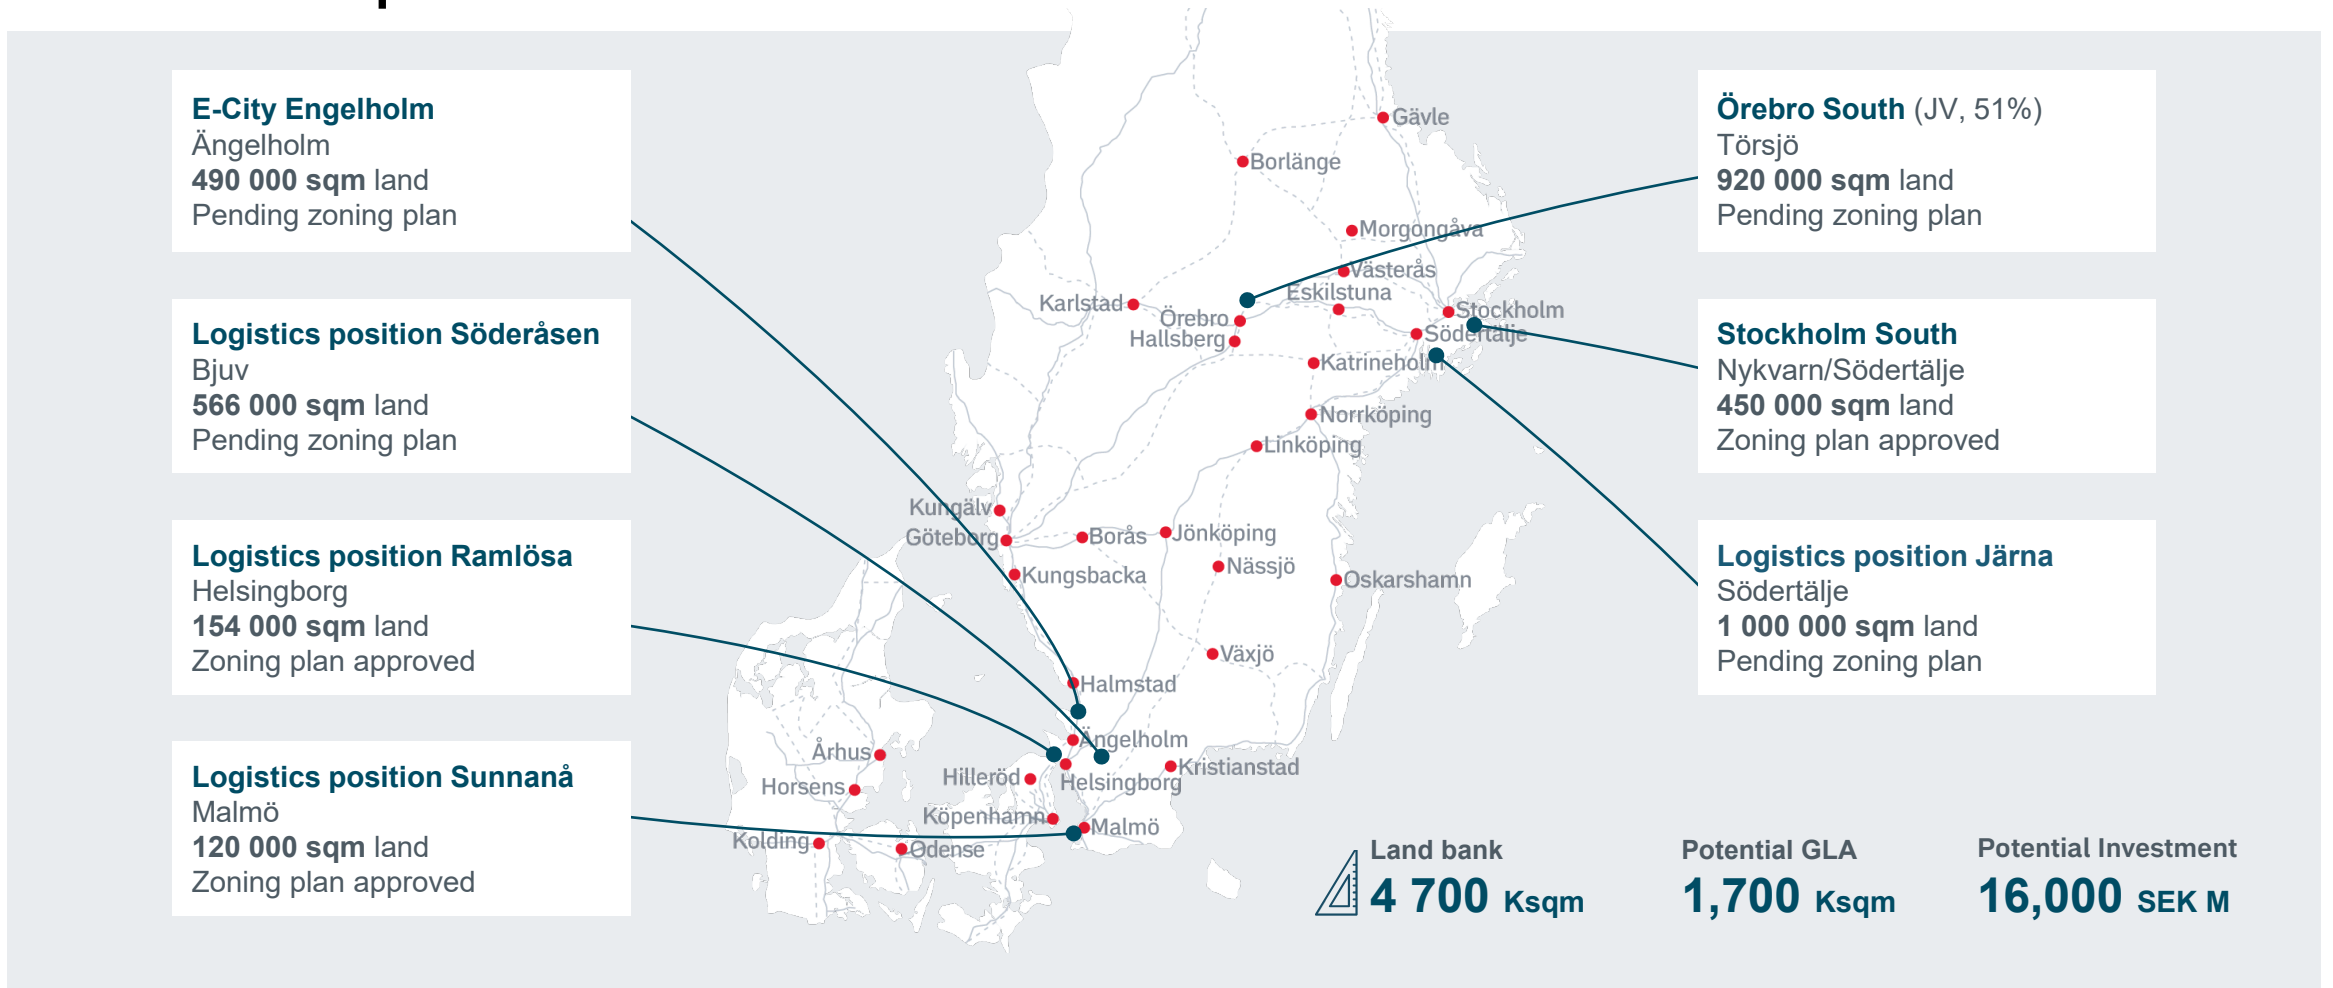 E-City Engelholm
Ängelholm
490 000 sqm land
Pending zoning plan
Logistics position Söderåsen
Bjuv
566 000 sqm land
Pending zoning plan
Logistics position Ramlösa
Helsingborg
154 000 sqm land
Zoning plan approved
Logistics position Sunnanå
Malmö
120 000 sqm land
Zoning plan approved
Gävle
Borlänge
Morgongåva
Västerås
Eskilstuna
Karlstad
Örebro
Hallsberg
Stockholm
Södertälje
Katrineholm
Norrköping
Linköping
Kungälv
Göteborg
Borås
Jönköping
Kungsbacka
Nässjö
Oskarshamn
Växjö
Halmstad
Ängelholm
Århus
Hilleröd
Helsingborg
Kristianstad
Horsens
Köpenhamn
Malmö
Kolding
Odense
Örebro South (JV, 51%)
Törsjö
920 000 sqm land
Pending zoning plan
Stockholm South
Nykvarn/Södertälje
450 000 sqm land
Zoning plan approved
Logistics position Järna
Södertälje
1 000 000 sqm land
Pending zoning plan
Land bank
4 700 Ksqm
Potential GLA
1,700 Ksqm
Potential Investment
16,000 SEK M